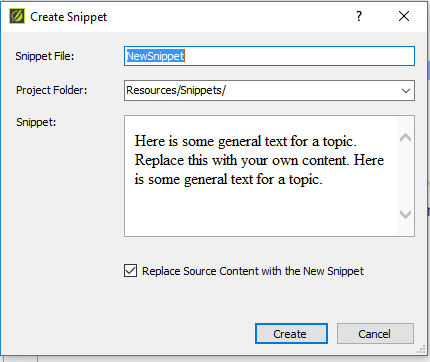 Create Snippet
?
Snippet File: NewSnippet
Project Folder: Resources/Snippets/
Snippet:
Here is some general text for a topic.
Replace this with your own content. Here
is some general text for a topic.
Replace Source Content with the New Snippet
Create Cancel